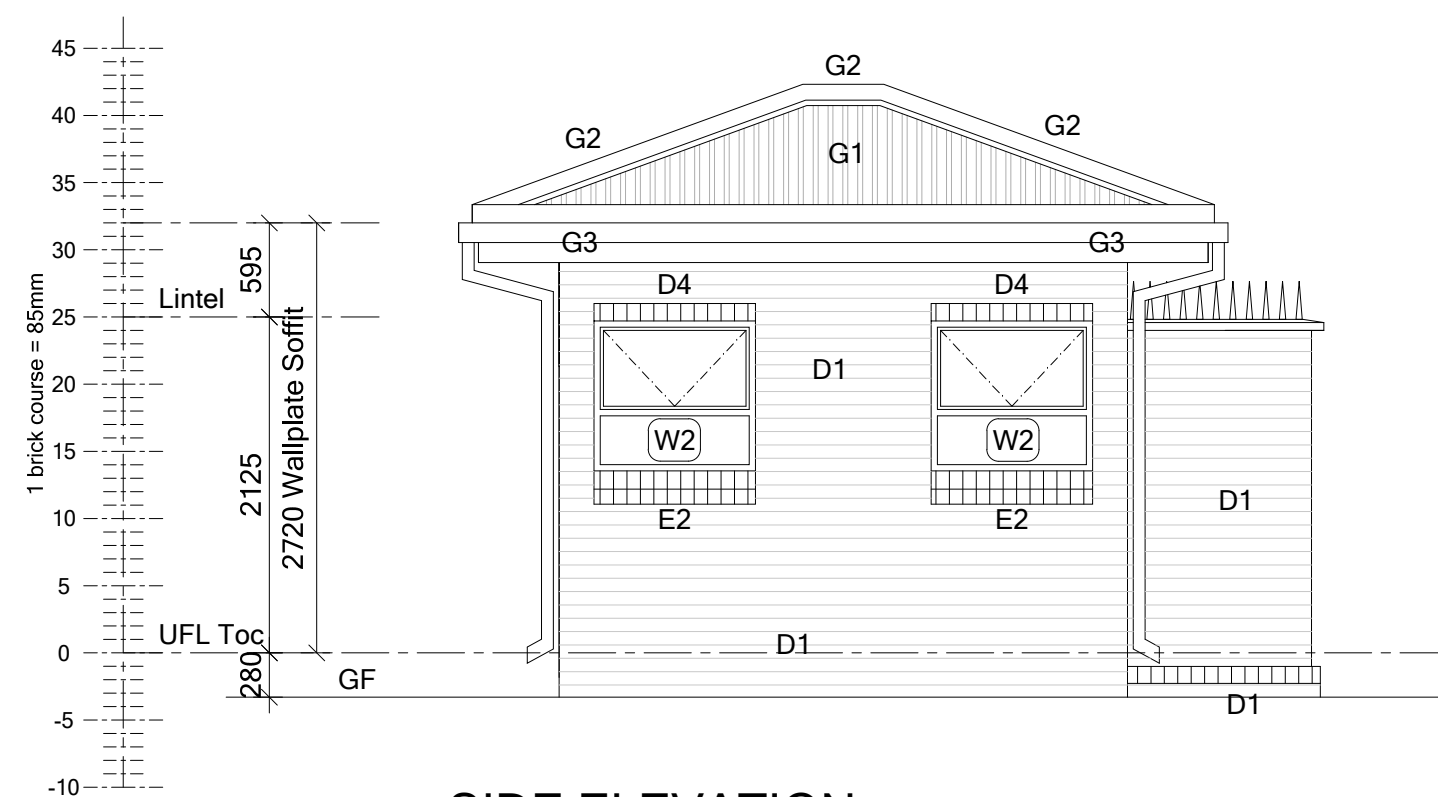 45
40
35
30
25
20
15
10
5
0
-5
-10
1 brick course = 85mm
595
2125
280
2720 Wallplate Soffit
Lintel
UFL Toc
GF
G2
G2
G2
G1
G3
G3
D4
D4
D1
W2
W2
E2
E2
D1
D1
D1
SIDE ELEVATION